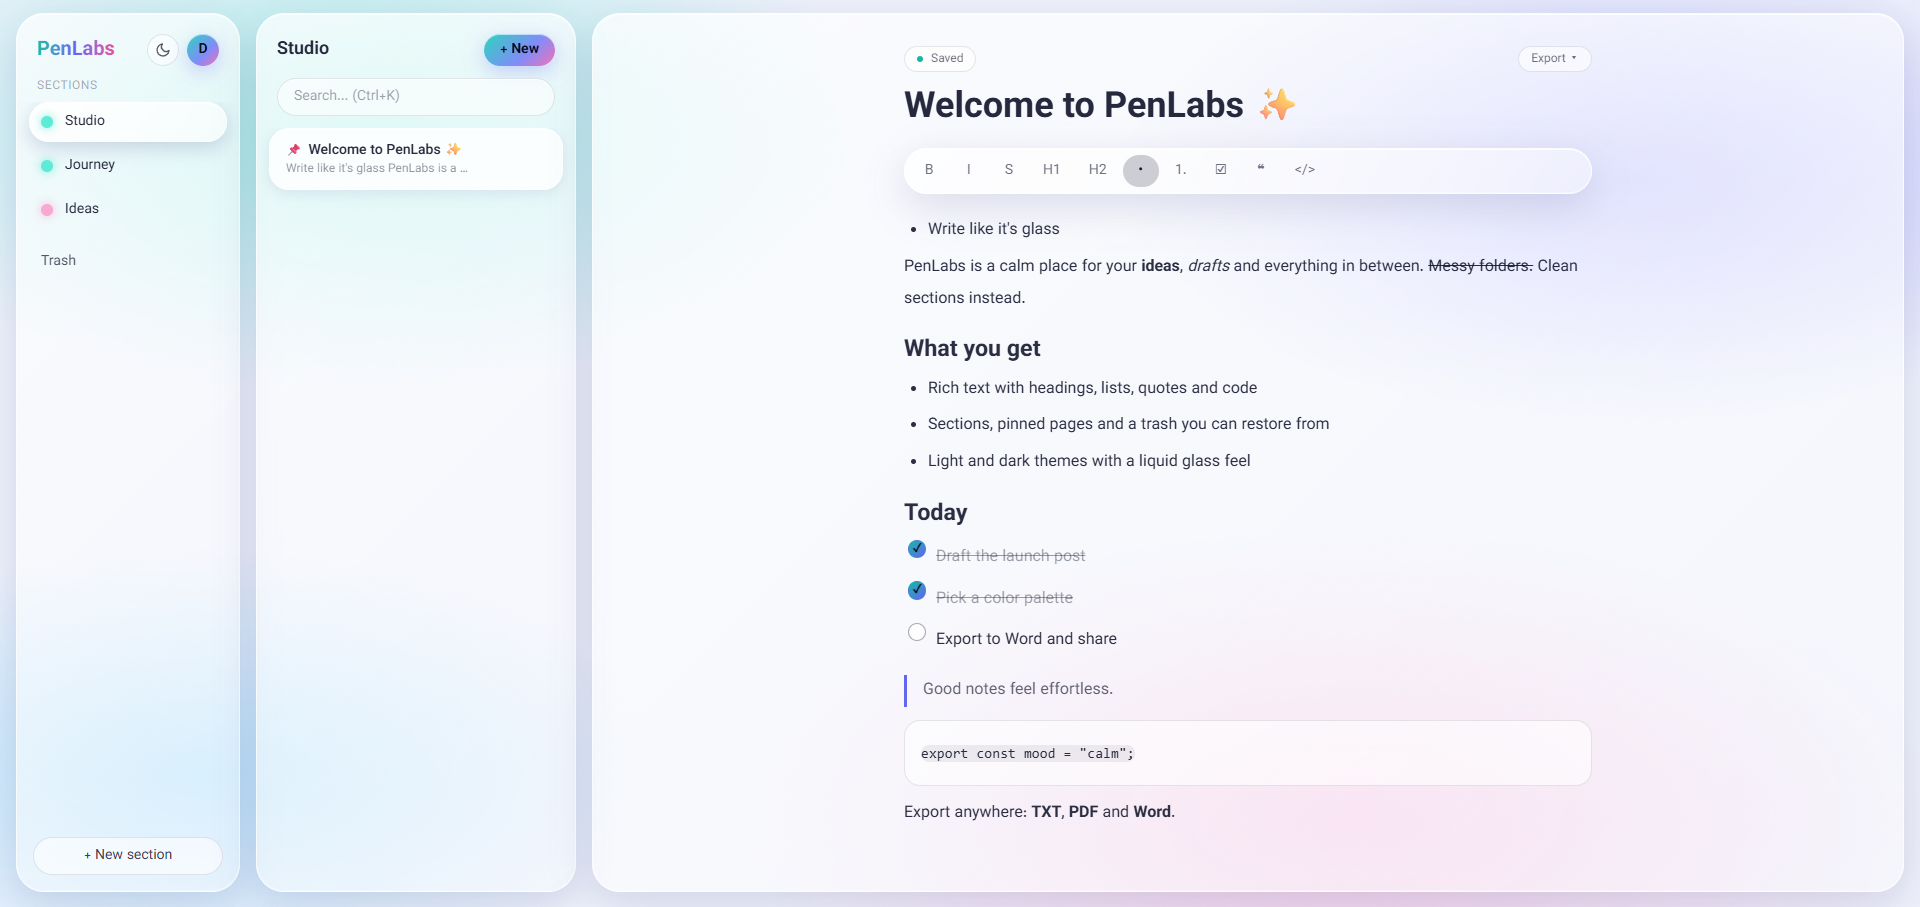 PenLabs
D
SECTIONS
Studio
Journey
Ideas
Trash
+ New section
Studio
+ New
Search... (Ctrl+K)
📌 Welcome to PenLabs ✨
Write like it's glass PenLabs is a ...
Saved
Export ▾
Welcome to PenLabs ✨
B I S H1 H2 • 1. ☑ ❝ </>
• Write like it's glass
PenLabs is a calm place for your ideas, drafts and everything in between. Messy folders. Clean
sections instead.
What you get
• Rich text with headings, lists, quotes and code
• Sections, pinned pages and a trash you can restore from
• Light and dark themes with a liquid glass feel
Today
Draft the launch post
Pick a color palette
Export to Word and share
Good notes feel effortless.
export const mood = "calm";
Export anywhere: TXT, PDF and Word.